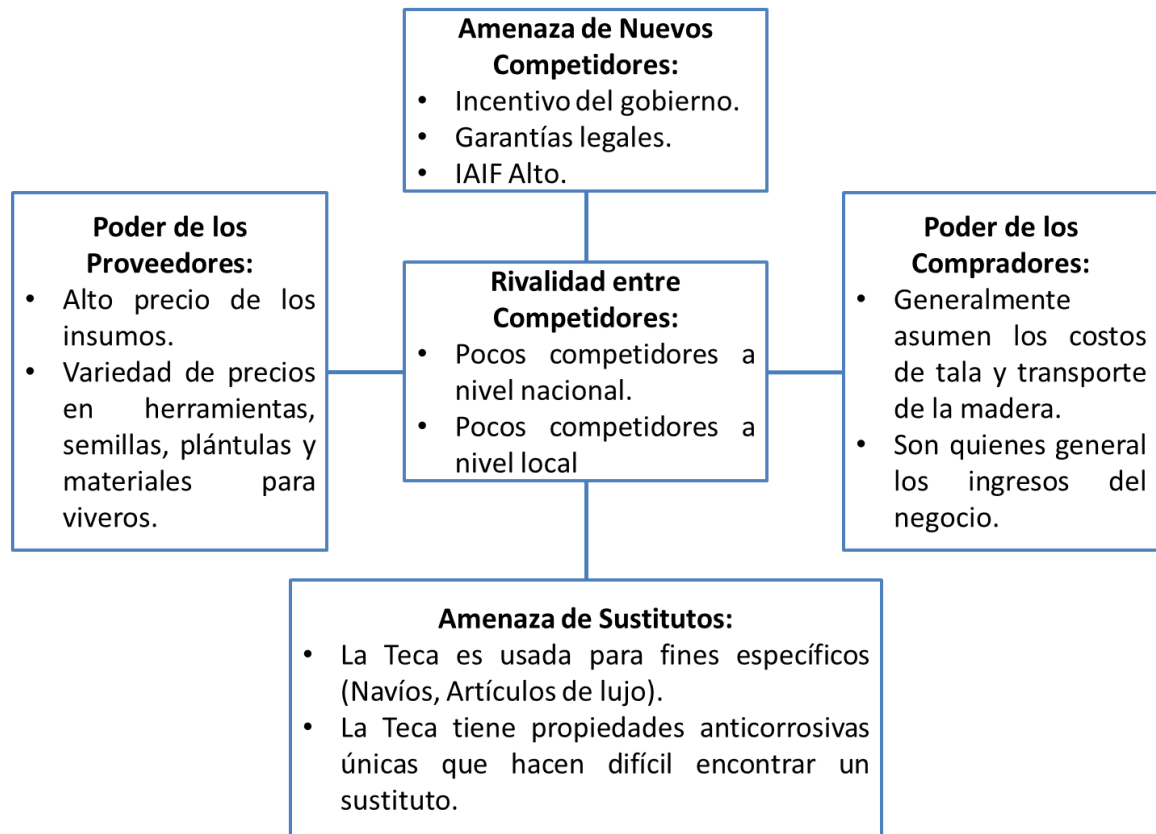 Amenaza de Nuevos
Competidores:
• Incentivo del gobierno.
• Garantías legales.
• IAIF Alto.
Poder de los
Proveedores:
• Alto precio de los
insumos.
• Variedad de precios
en herramientas,
semillas, plántulas y
materiales para
viveros.
Rivalidad entre
Competidores:
• Pocos competidores a
nivel nacional.
• Pocos competidores a
nivel local
Poder de los
Compradores:
• Generalmente
asumen los costos
de tala y transporte
de la madera.
• Son quienes general
los ingresos del
negocio.
Amenaza de Sustitutos:
• La Teca es usada para fines específicos
(Navíos, Artículos de lujo).
• La Teca tiene propiedades anticorrosivas
únicas que hacen difícil encontrar un
sustituto.